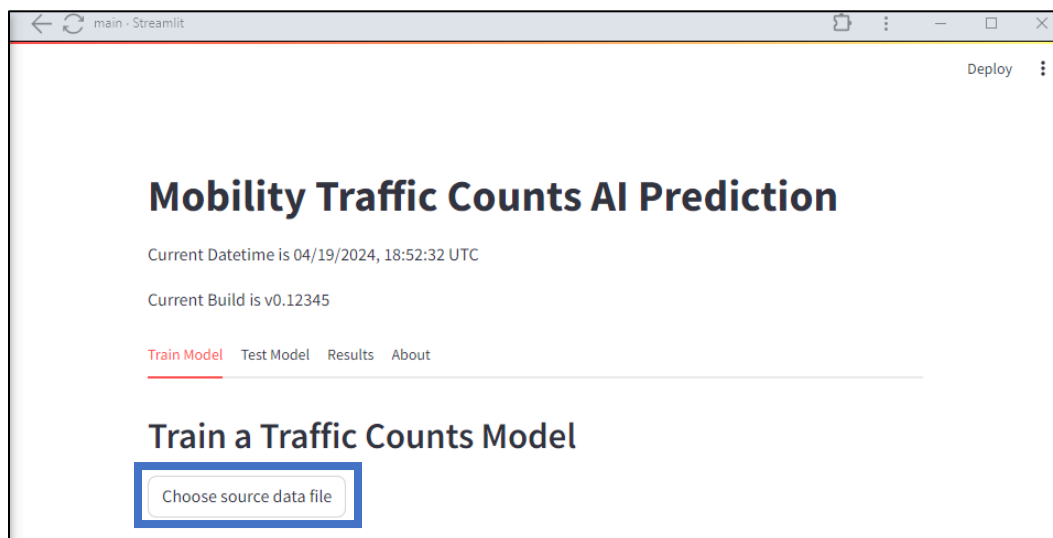 main - Streamlit
Deploy
Mobility Traffic Counts AI Prediction
Current Datetime is 04/19/2024, 18:52:32 UTC
Current Build is v0.12345
Train Model Test Model Results About
Train a Traffic Counts Model
Choose source data file